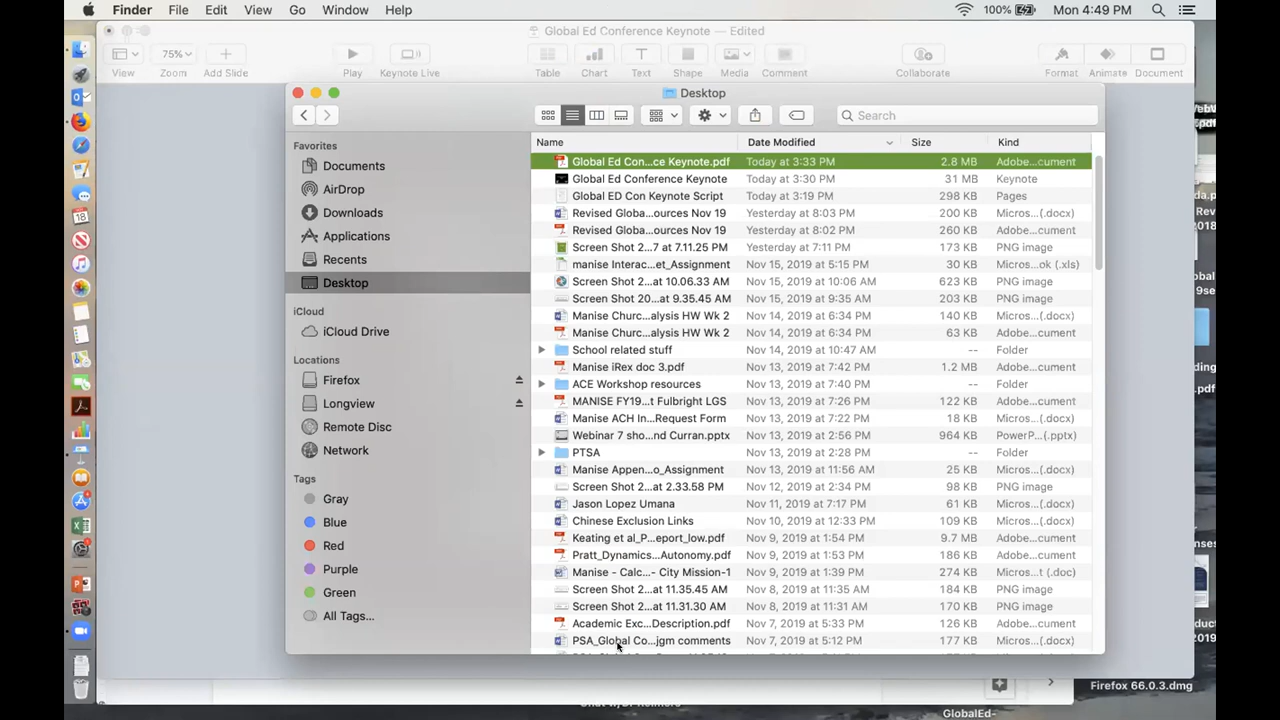 Finder File Edit View Go Window Help 100% Mon 4:49 PM
Global Ed Conference Keynote — Edited
75%
View Zoom Add Slide Play Keynote Live Table Chart Text Shape Media Comment Collaborate Format Animate Document
Desktop
Search
Favorites
Documents
AirDrop
Downloads
Applications
Recents
Desktop
iCloud
iCloud Drive
Locations
Firefox
Longview
Remote Disc
Network
Tags
Gray
Blue
Red
Purple
Green
All Tags...
Name Date Modified Size Kind
Global Ed Con...ce Keynote.pdf Today at 3:33 PM 2.8 MB Adobe...cument
Global Ed Conference Keynote Today at 3:30 PM 31 MB Keynote
Global ED Con Keynote Script Today at 3:19 PM 298 KB Pages
Revised Globa...ources Nov 19 Yesterday at 8:03 PM 200 KB Micros...(.docx)
Revised Globa...ources Nov 19 Yesterday at 8:02 PM 260 KB Adobe...cument
Screen Shot 2...7 at 7.11.25 PM Yesterday at 7:11 PM 173 KB PNG image
manise Interac...et_Assignment Nov 15, 2019 at 5:15 PM 30 KB Micros...ok (.xls)
Screen Shot 2...at 10.06.33 AM Nov 15, 2019 at 10:06 AM 623 KB PNG image
Screen Shot 20...at 9.35.45 AM Nov 15, 2019 at 9:35 AM 203 KB PNG image
Manise Churc...alysis HW Wk 2 Nov 14, 2019 at 6:34 PM 140 KB Micros...(.docx)
Manise Churc...alysis HW Wk 2 Nov 14, 2019 at 6:34 PM 63 KB Adobe...cument
School related stuff Nov 14, 2019 at 10:47 AM -- Folder
Manise iRex doc 3.pdf Nov 13, 2019 at 7:42 PM 1.2 MB Adobe...cument
ACE Workshop resources Nov 13, 2019 at 7:40 PM -- Folder
MANISE FY19...t Fulbright LGS Nov 13, 2019 at 7:26 PM 122 KB Adobe...cument
Manise ACH In...Request Form Nov 13, 2019 at 7:22 PM 18 KB Micros...(.docx)
Webinar 7 sho...nd Curran.pptx Nov 13, 2019 at 2:56 PM 964 KB PowerP...(.pptx)
PTSA Nov 13, 2019 at 2:28 PM -- Folder
Manise Appen...o_Assignment Nov 13, 2019 at 11:56 AM 25 KB Micros...(.docx)
Screen Shot 2...at 2.33.58 PM Nov 12, 2019 at 2:34 PM 98 KB PNG image
Jason Lopez Umana Nov 11, 2019 at 7:17 PM 61 KB Micros...(.docx)
Chinese Exclusion Links Nov 10, 2019 at 12:33 PM 109 KB Micros...(.docx)
Keating et al_P...eport_low.pdf Nov 9, 2019 at 1:54 PM 9.7 MB Adobe...cument
Pratt_Dynamics...Autonomy.pdf Nov 9, 2019 at 1:53 PM 186 KB Adobe...cument
Manise - Calc...- City Mission-1 Nov 9, 2019 at 1:39 PM 274 KB Micros...t (.doc)
Screen Shot 2...at 11.35.45 AM Nov 8, 2019 at 11:35 AM 184 KB PNG image
Screen Shot 2...at 11.31.30 AM Nov 8, 2019 at 11:31 AM 170 KB PNG image
Academic Exc...Description.pdf Nov 7, 2019 at 5:33 PM 126 KB Adobe...cument
PSA_Global Co...jgm comments Nov 7, 2019 at 5:12 PM 177 KB Micros...(.docx)
Firefox 66.0.3.dmg
GlobalEd-